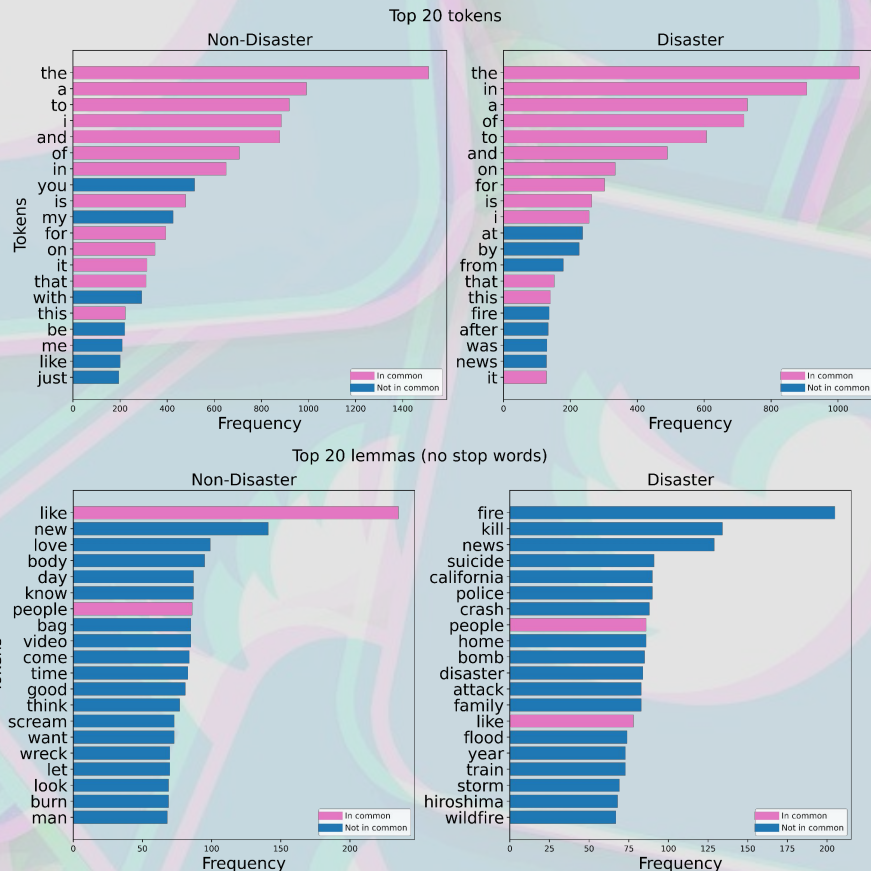 Top 20 tokens
Non-Disaster
the
a
to
i
and
of
in
you
is
my
for
on
it
that
with
this
be
me
like
just
Tokens
In common
Not in common
0 200 400 600 800 1000 1200 1400
Frequency
Disaster
the
in
a
of
to
and
on
for
is
i
at
by
from
that
this
fire
after
was
news
it
In common
Not in common
0 200 400 600 800 1000
Frequency
Top 20 lemmas (no stop words)
Non-Disaster
like
new
love
body
day
know
people
bag
video
come
time
good
think
scream
want
wreck
let
look
burn
man
In common
Not in common
0 50 100 150 200
Frequency
Disaster
fire
kill
news
suicide
california
police
crash
people
home
bomb
disaster
attack
family
like
flood
year
train
storm
hiroshima
wildfire
In common
Not in common
0 25 50 75 100 125 150 175 200
Frequency